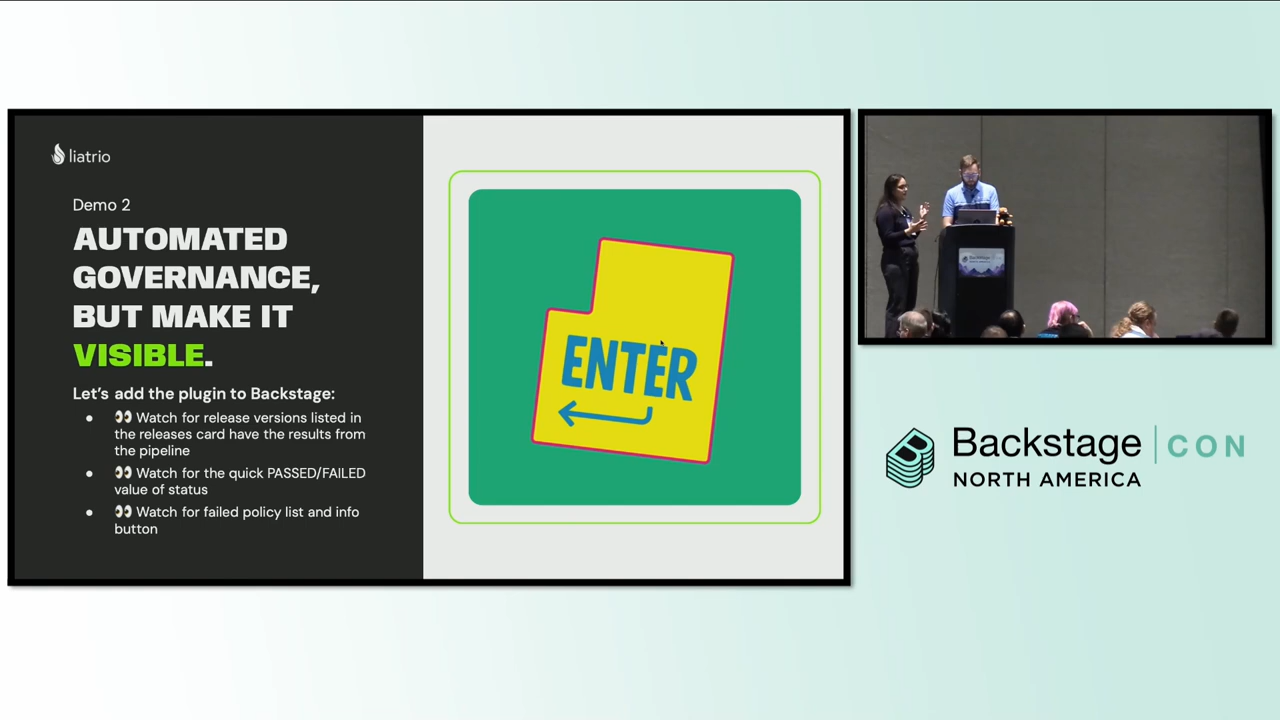 liatrio
Demo 2
AUTOMATED
GOVERNANCE,
BUT MAKE IT
VISIBLE.
Let's add the plugin to Backstage:
● 👀 Watch for release versions listed in
the releases card have the results from
the pipeline
● 👀 Watch for the quick PASSED/FAILED
value of status
● 👀 Watch for failed policy list and info
button
ENTER
Backstage CON
NORTH AMERICA